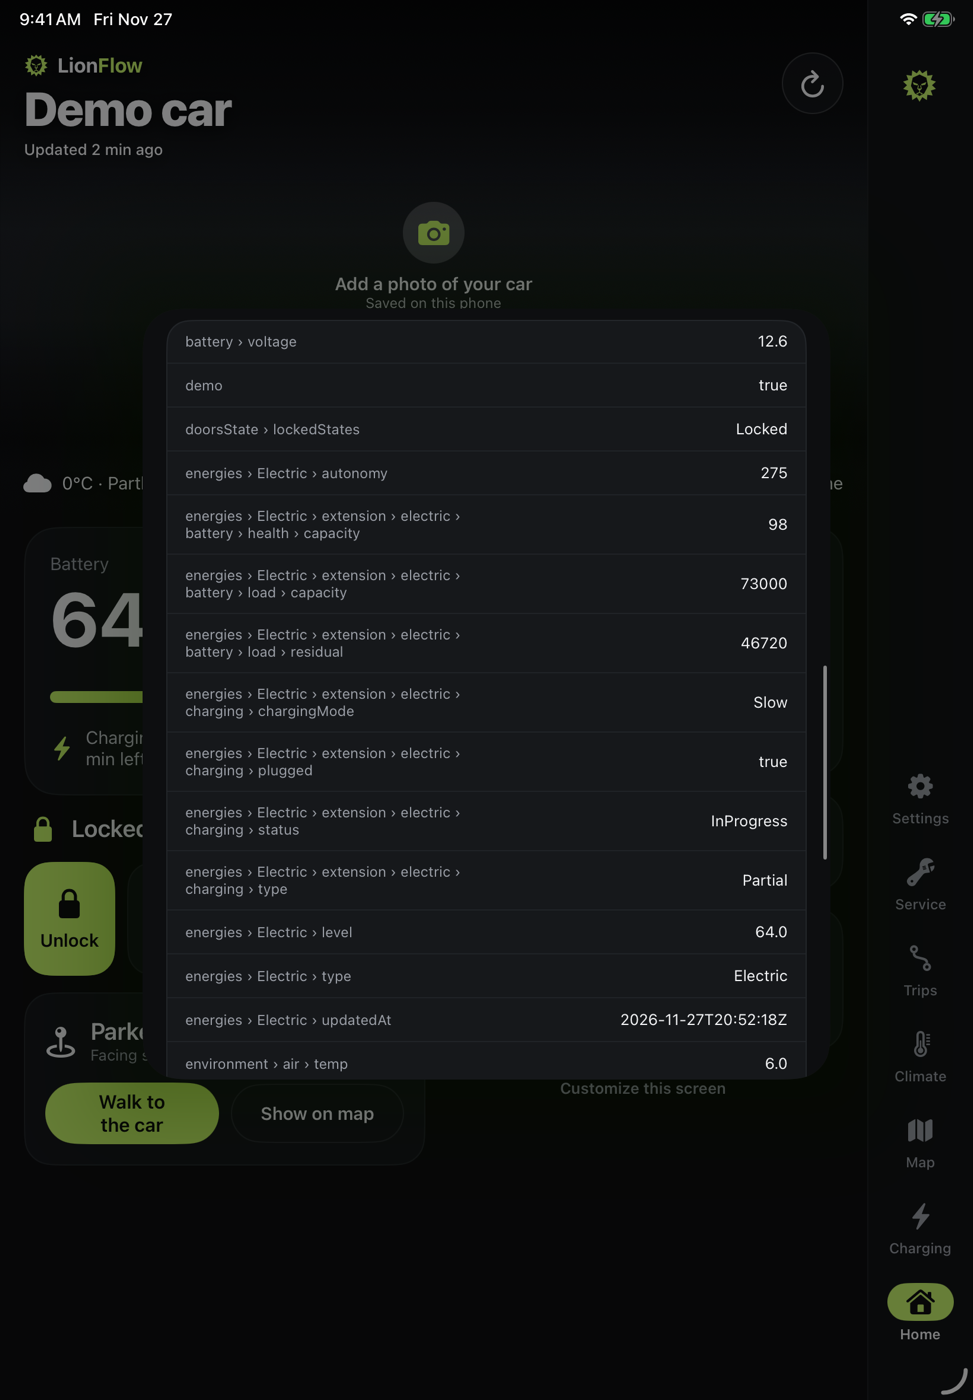 9:41 AM Fri Nov 27
LionFlow
Demo car
Updated 2 min ago
Add a photo of your car
Saved on this phone
battery › voltage 12.6
demo true
doorsState › lockedStates Locked
energies › Electric › autonomy 275
energies › Electric › extension › electric ›
battery › health › capacity 98
energies › Electric › extension › electric ›
battery › load › capacity 73000
energies › Electric › extension › electric ›
battery › load › residual 46720
energies › Electric › extension › electric ›
charging › chargingMode Slow
energies › Electric › extension › electric ›
charging › plugged true
energies › Electric › extension › electric ›
charging › status InProgress
energies › Electric › extension › electric ›
charging › type Partial
energies › Electric › level 64.0
energies › Electric › type Electric
energies › Electric › updatedAt 2026-11-27T20:52:18Z
environment › air › temp 6.0
0°C ·
Battery
64
min left
Locked
Unlock
Facing
Walk to
the car
Show on map
Customize this screen
Settings
Service
Trips
Climate
Map
Charging
Home